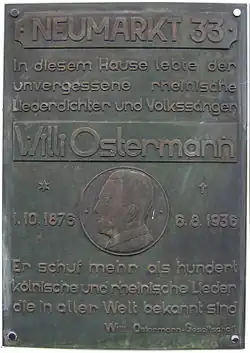 NEUMARKT 33
In diesem Hause lebte der
unvergessene rheinische
Liederdichter und Volkssänger
Willi Ostermann
1.10.1876 6.8.1936
Er schuf mehr als hundert
kölnische und rheinische Lieder
die in aller Welt bekannt sind
Willi Ostermann-Gesellschaft